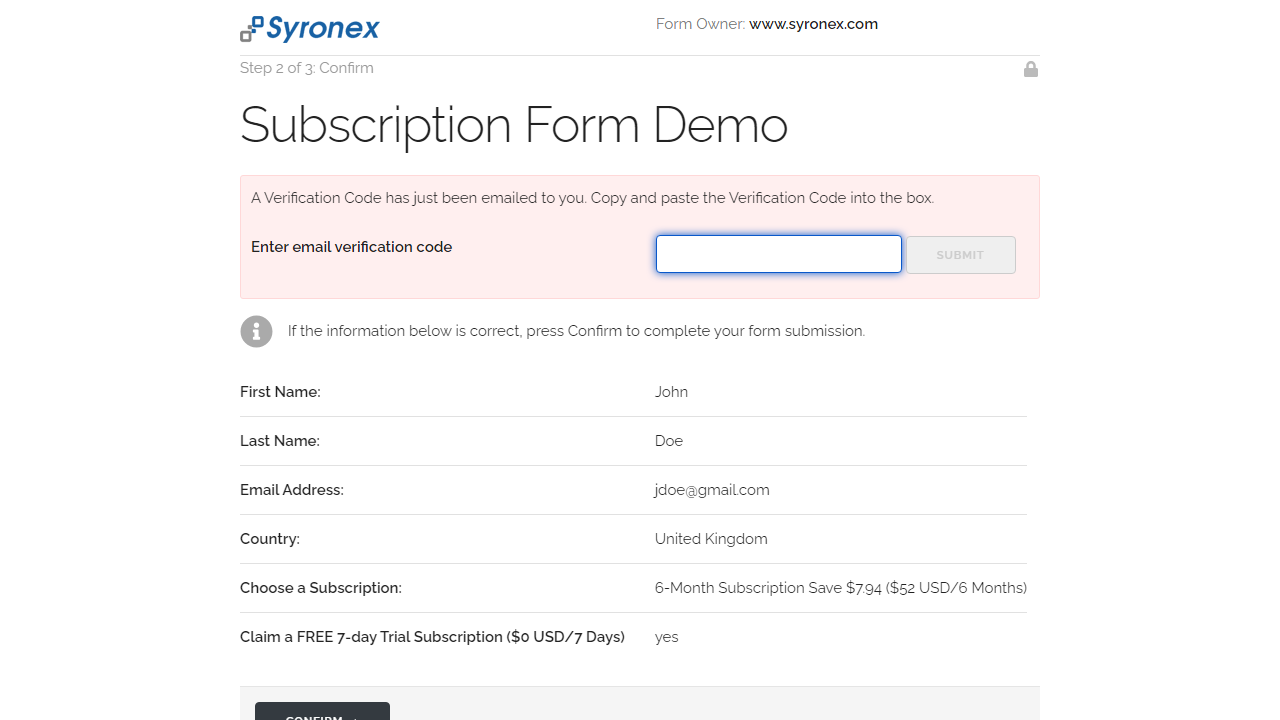 Syronex
Form Owner: www.syronex.com
Step 2 of 3: Confirm
Subscription Form Demo
A Verification Code has just been emailed to you. Copy and paste the Verification Code into the box.
Enter email verification code
SUBMIT
If the information below is correct, press Confirm to complete your form submission.
First Name: John
Last Name: Doe
Email Address: jdoe@gmail.com
Country: United Kingdom
Choose a Subscription: 6-Month Subscription Save $7.94 ($52 USD/6 Months)
Claim a FREE 7-day Trial Subscription ($0 USD/7 Days) yes
CONFIRM